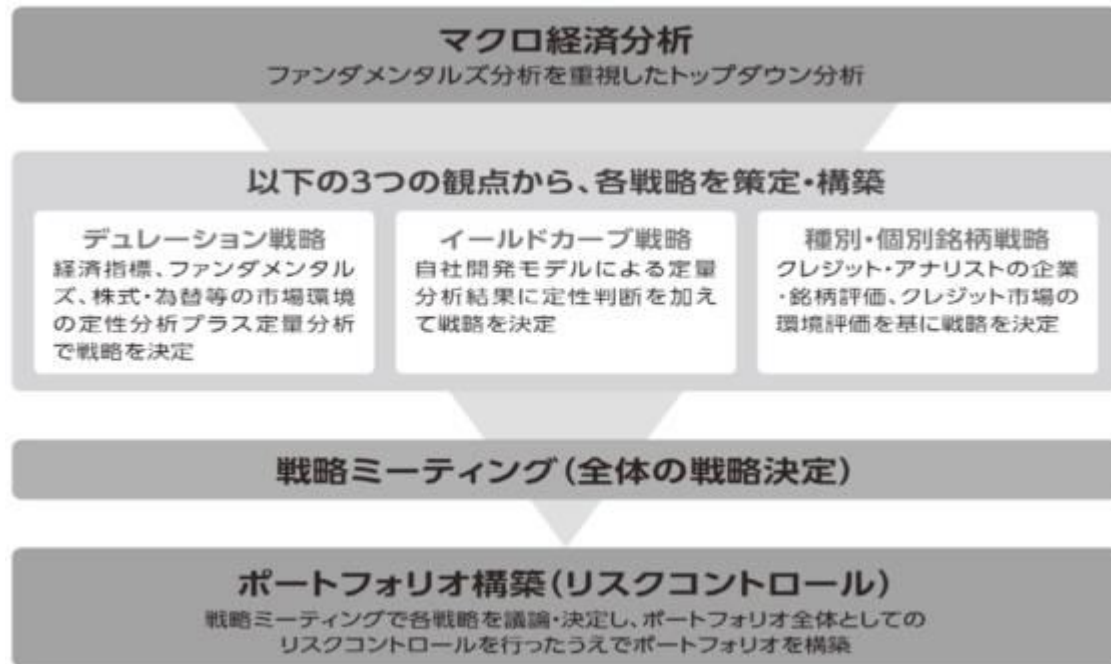 マクロ経済分析
ファンダメンタルズ分析を重視したトップダウン分析
以下の3つの観点から、各戦略を策定・構築
デュレーション戦略
経済指標、ファンダメンタル
ズ、株式・為替等の市場環境
の定性分析プラス定量分析
で戦略を決定
イールドカーブ戦略
自社開発モデルによる定量
分析結果に定性判断を加え
て戦略を決定
種別・個別銘柄戦略
クレジット・アナリストの企業
・銘柄評価、クレジット市場の
環境評価を基に戦略を決定
戦略ミーティング(全体の戦略決定)
ポートフォリオ構築(リスクコントロール)
戦略ミーティングで各戦略を議論・決定し、ポートフォリオ全体としての
リスクコントロールを行ったうえでポートフォリオを構築